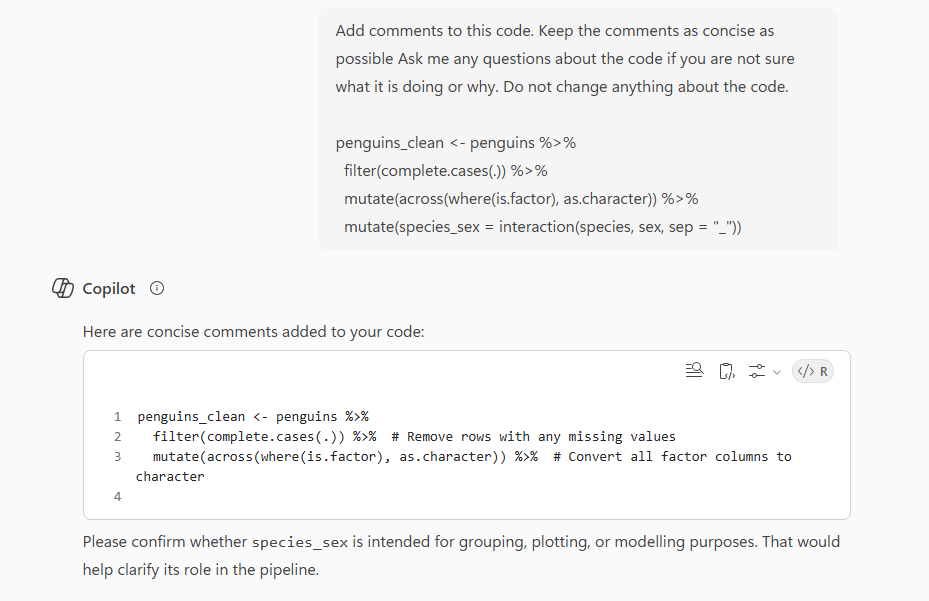 Add comments to this code. Keep the comments as concise as
possible Ask me any questions about the code if you are not sure
what it is doing or why. Do not change anything about the code.
penguins_clean <- penguins %>%
filter(complete.cases(.)) %>%
mutate(across(where(is.factor), as.character)) %>%
mutate(species_sex = interaction(species, sex, sep = "_"))
Copilot
Here are concise comments added to your code:
</> R
1 penguins_clean <- penguins %>%
2 filter(complete.cases(.)) %>% # Remove rows with any missing values
3 mutate(across(where(is.factor), as.character)) %>% # Convert all factor columns to
character
4
Please confirm whether species_sex is intended for grouping, plotting, or modelling purposes. That would
help clarify its role in the pipeline.